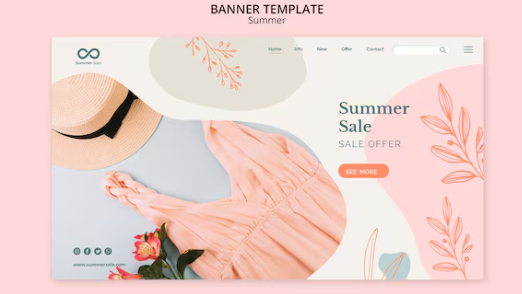 BANNER TEMPLATE
Summer
Summer Sale
Home Info New Offer Contact
Summer
Sale
SALE OFFER
SEE MORE
www.summersale.com